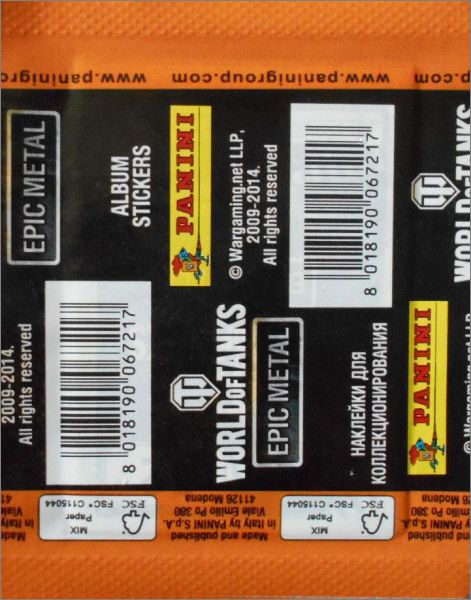 www.paninigroup.com
www.paninigroup.com
www.
EPIC METAL
ALBUM
STICKERS
PANINI
© Wargaming.net LLP,
2009-2014.
All rights reserved
8 018190 067217
WORLD OF TANKS
2009-2014.
All rights reserved
8 018190 067217
WORLD OF TANKS
EPIC METAL
НАКЛЕЙКИ ДЛЯ
КОЛЛЕКЦИОНИРОВАНИЯ
PANINI
FSC
MIX
Paper
FSC® C115044
Made and published
in Italy by PANINI S.p.A.
Viale Emilio Po 380
41126 Modena
FSC
MIX
Paper
FSC® C115044
Made and published
in Italy by PANINI S.p.A.
Viale Emilio Po 380
41126 Modena